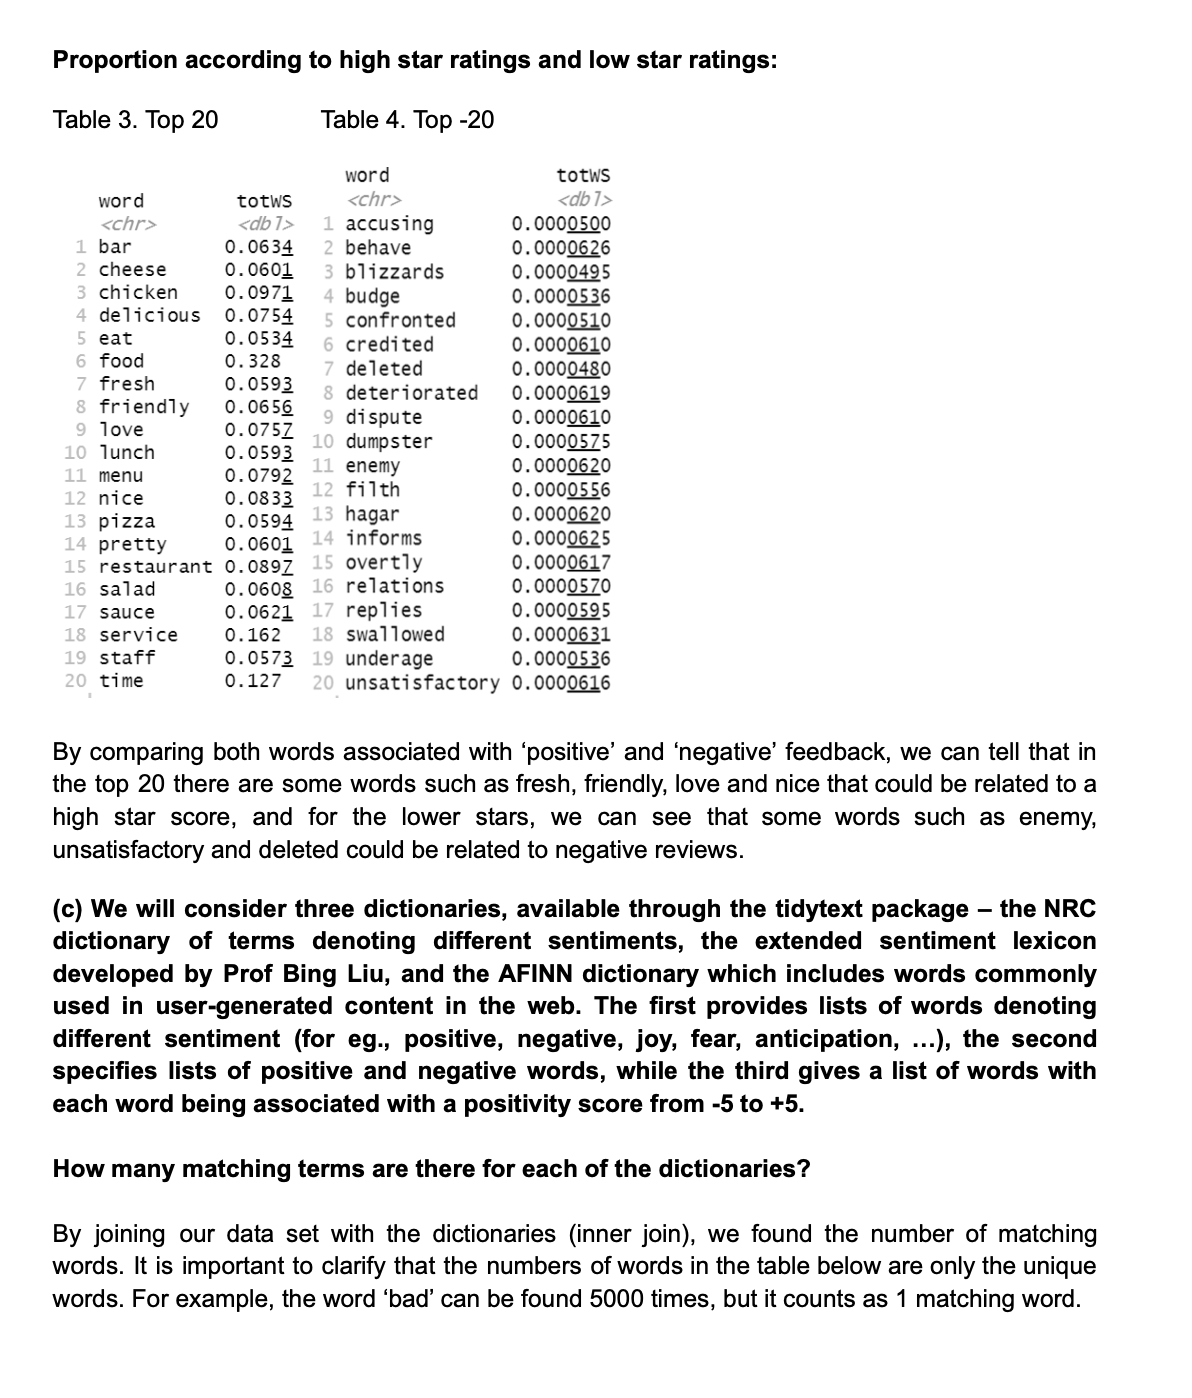 Proportion according to high star ratings and low star ratings:
Table 3. Top 20
Table 4. Top -20
word totWS
<chr> <dbl>
1 bar 0.0634
2 cheese 0.0601
3 chicken 0.0971
4 delicious 0.0754
5 eat 0.0534
6 food 0.328
7 fresh 0.0593
8 friendly 0.0656
9 love 0.0757
10 lunch 0.0593
11 menu 0.0792
12 nice 0.0833
13 pizza 0.0594
14 pretty 0.0601
15 restaurant 0.0897
16 salad 0.0608
17 sauce 0.0621
18 service 0.162
19 staff 0.0573
20 time 0.127
word totWS
<chr> <dbl>
1 accusing 0.0000500
2 behave 0.0000626
3 blizzards 0.0000495
4 budge 0.0000536
5 confronted 0.0000510
6 credited 0.0000610
7 deleted 0.0000480
8 deteriorated 0.0000619
9 dispute 0.0000610
10 dumpster 0.0000575
11 enemy 0.0000620
12 filth 0.0000556
13 hagar 0.0000620
14 informs 0.0000625
15 overtly 0.0000617
16 relations 0.0000570
17 replies 0.0000595
18 swallowed 0.0000631
19 underage 0.0000536
20 unsatisfactory 0.0000616
By comparing both words associated with ‘positive’ and ‘negative’ feedback, we can tell that in
the top 20 there are some words such as fresh, friendly, love and nice that could be related to a
high star score, and for the lower stars, we can see that some words such as enemy,
unsatisfactory and deleted could be related to negative reviews.
(c) We will consider three dictionaries, available through the tidytext package – the NRC
dictionary of terms denoting different sentiments, the extended sentiment lexicon
developed by Prof Bing Liu, and the AFINN dictionary which includes words commonly
used in user-generated content in the web. The first provides lists of words denoting
different sentiment (for eg., positive, negative, joy, fear, anticipation, ...), the second
specifies lists of positive and negative words, while the third gives a list of words with
each word being associated with a positivity score from -5 to +5.
How many matching terms are there for each of the dictionaries?
By joining our data set with the dictionaries (inner join), we found the number of matching
words. It is important to clarify that the numbers of words in the table below are only the unique
words. For example, the word ‘bad’ can be found 5000 times, but it counts as 1 matching word.